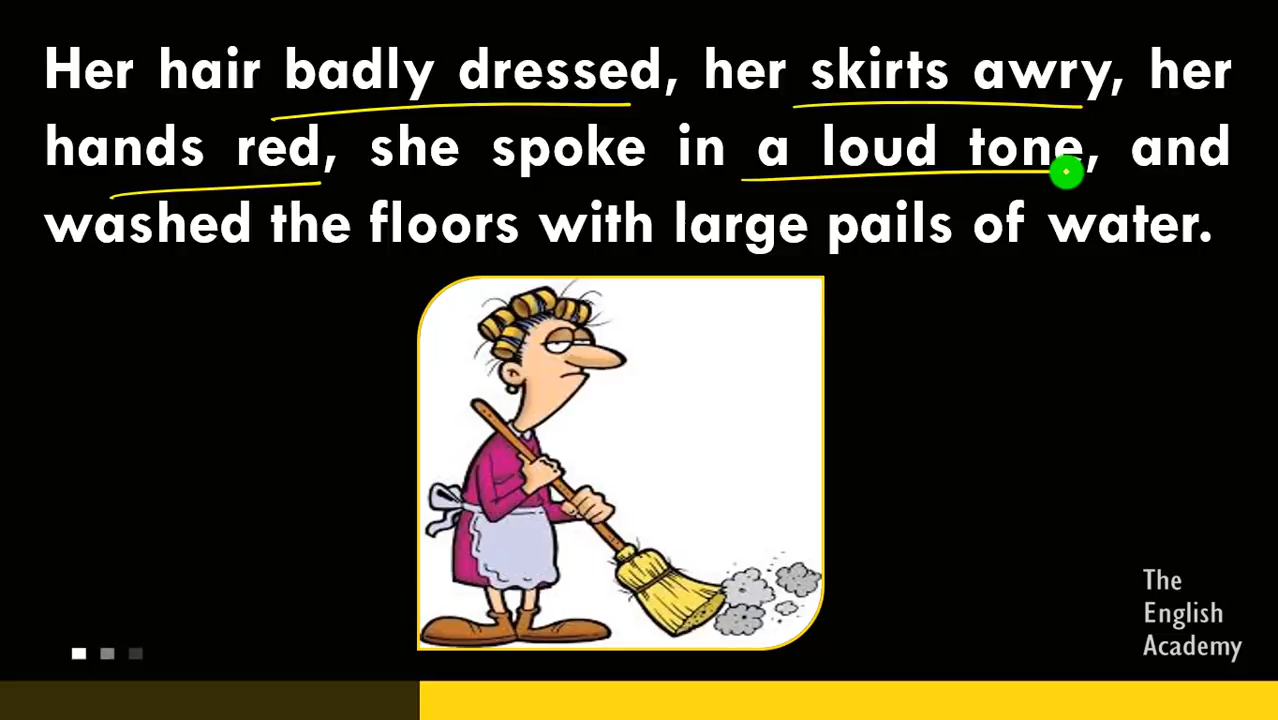 Her hair badly dressed, her skirts awry, her
hands red, she spoke in a loud tone, and
washed the floors with large pails of water.
The
English
Academy